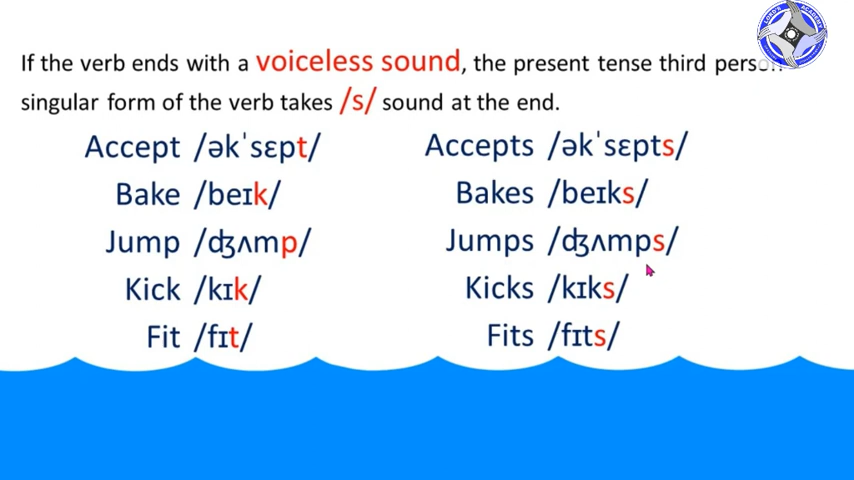 If the verb ends with a voiceless sound, the present tense third person
singular form of the verb takes /s/ sound at the end.
Accept /əkˈsɛpt/ Accepts /əkˈsɛpts/
Bake /beɪk/ Bakes /beɪks/
Jump /ʤʌmp/ Jumps /ʤʌmps/
Kick /kɪk/ Kicks /kɪks/
Fit /fɪt/ Fits /fɪts/